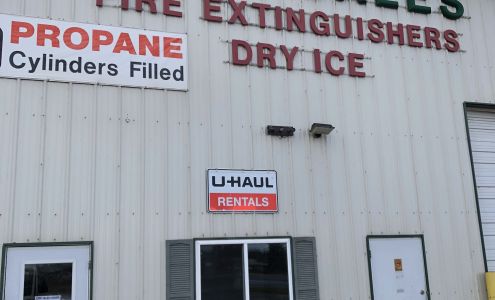 FIRE EXTINGUISHERS
DRY ICE
PROPANE
Cylinders Filled
U-HAUL
RENTALS